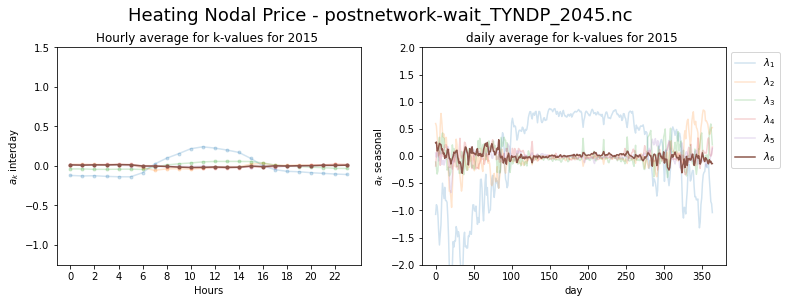 Heating Nodal Price - postnetwork-wait_TYNDP_2045.nc
Hourly average for k-values for 2015
1.5
1.0
0.5
0.0
−0.5
−1.0
a_k interday
0 2 4 6 8 10 12 14 16 18 20 22
Hours
daily average for k-values for 2015
2.0
1.5
1.0
0.5
0.0
−0.5
−1.0
−1.5
−2.0
a_k seasonal
0 50 100 150 200 250 300 350
day
λ₁
λ₂
λ₃
λ₄
λ₅
λ₆